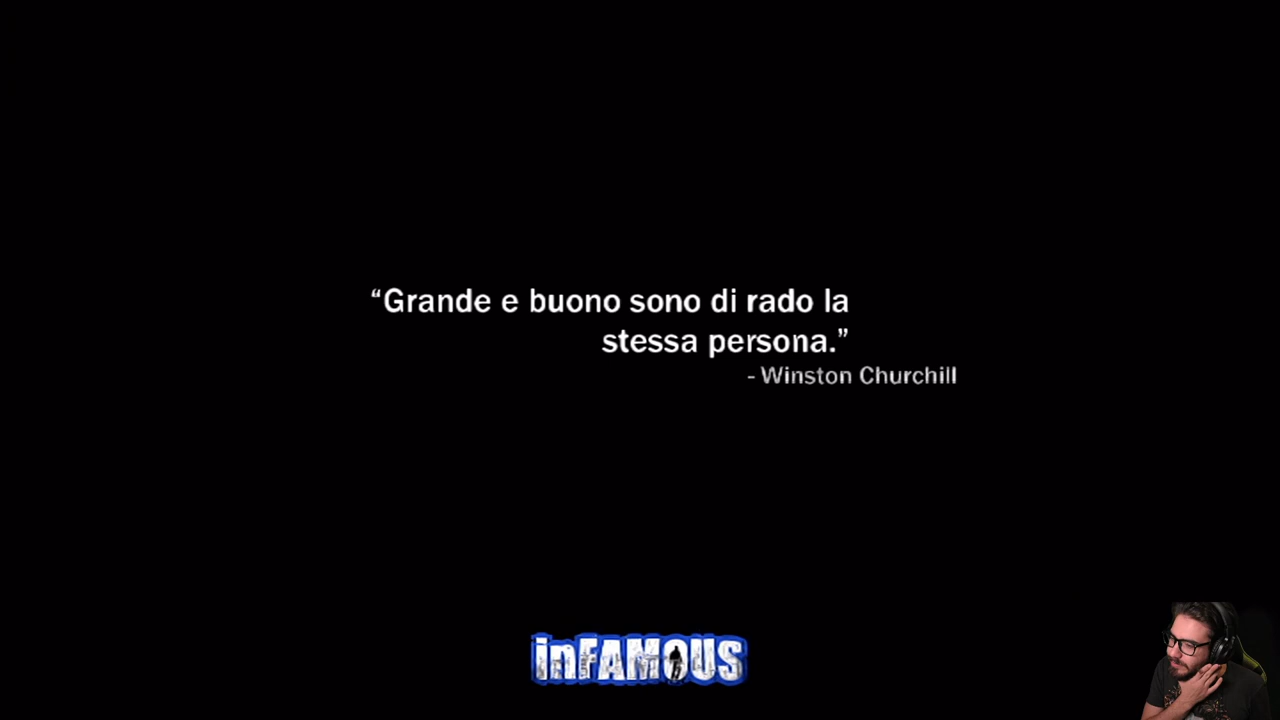 “Grande e buono sono di rado la
stessa persona.”
- Winston Churchill
inFAMOUS